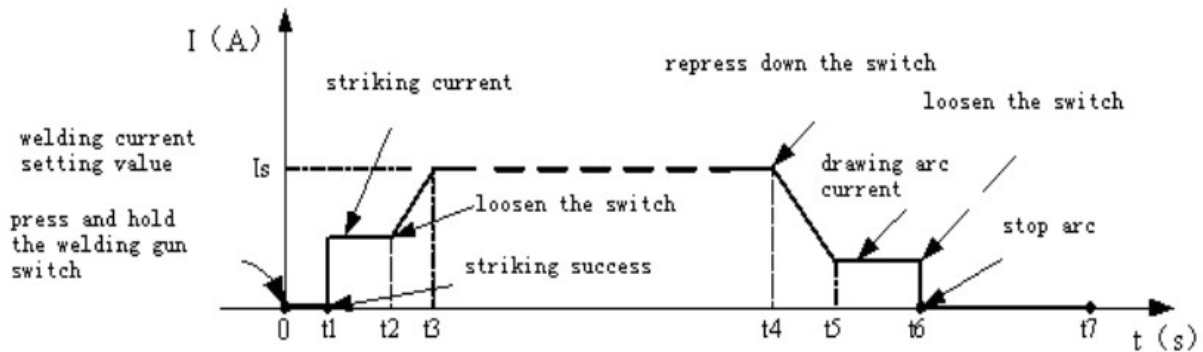 I (A)
repress down the switch
striking current
loosen the switch
welding current
setting value
Is
drawing arc
current
press and hold
the welding gun
switch
loosen the switch
stop arc
striking success
0
t1
t2
t3
t4
t5
t6
t7
t (s)